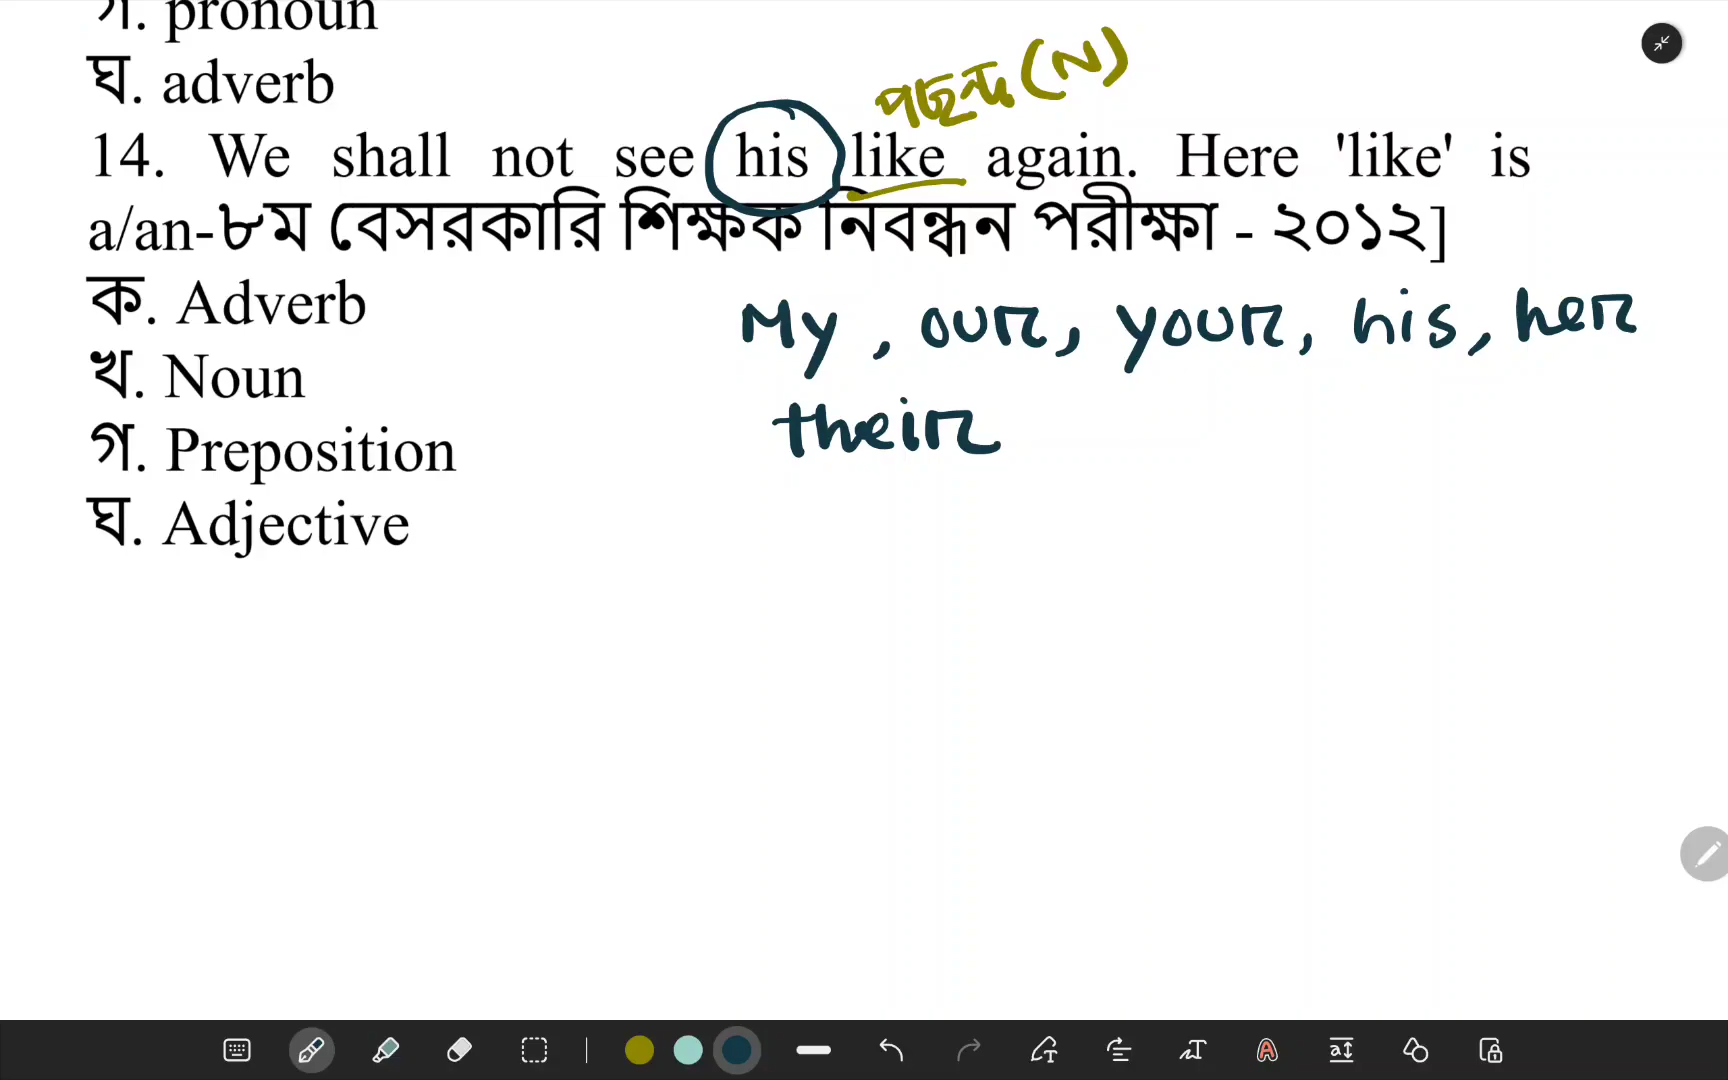 গ. pronoun
ঘ. adverb
পছন্দ (N)
14. We shall not see his like again. Here 'like' is
a/an-৮ম বেসরকারি শিক্ষক নিবন্ধন পরীক্ষা - ২০১২]
ক. Adverb
খ. Noun
গ. Preposition
ঘ. Adjective
My, our, your, his, her
their